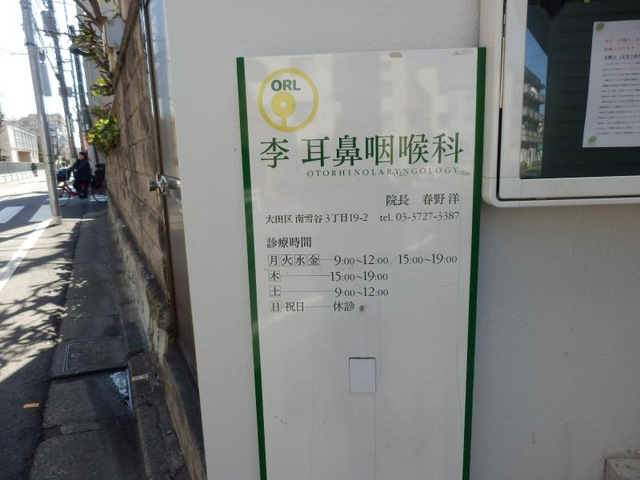 ORL
李 耳鼻咽喉科
OTORHINOLARYNGOLOGY
院長 春野 洋
大田区 南雪谷 3丁目19-2 tel. 03-3727-3387
診療時間
月火水金 9:00~12:00 / 15:00~19:00
木 15:00~19:00
土 9:00~12:00
日・祝日 休診